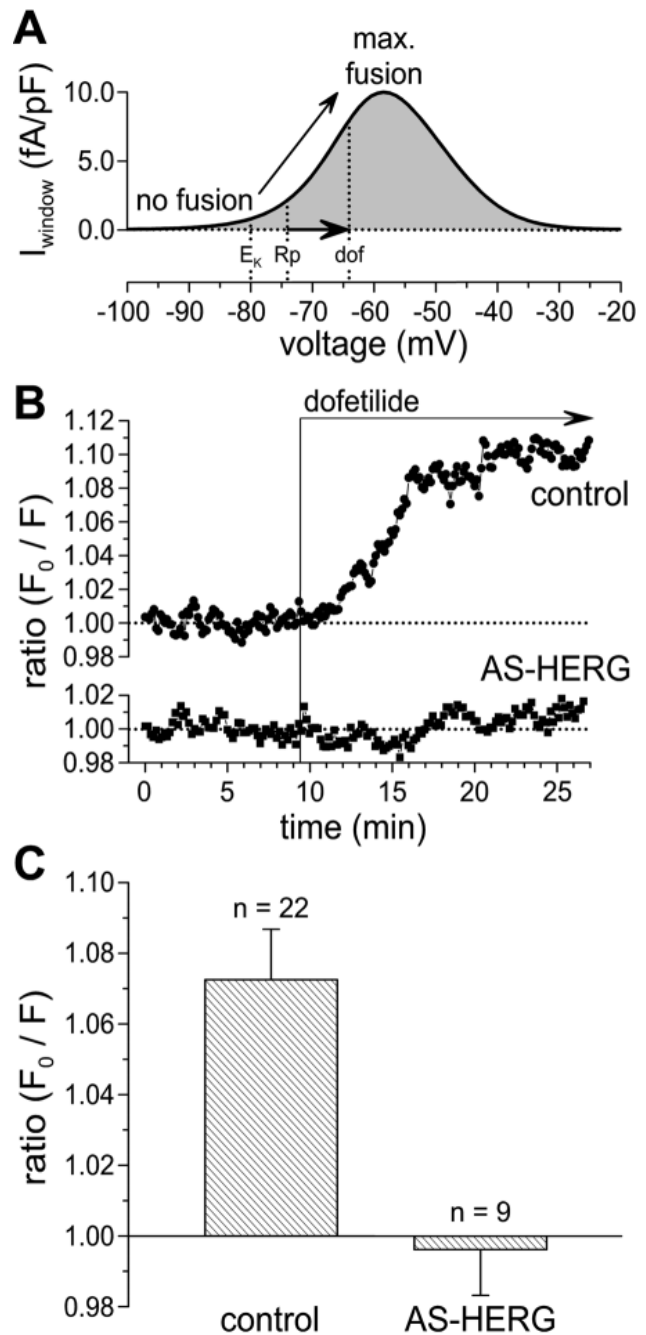 A
max.
fusion
I window (fA/pF)
10.0
5.0
0.0
no fusion
EK Rp dof
-100 -90 -80 -70 -60 -50 -40 -30 -20
voltage (mV)
B
dofetilide
ratio (F0 / F)
1.12
1.10
1.08
1.06
1.04
1.02
1.00
0.98
control
AS-HERG
1.02
1.00
0.98
0 5 10 15 20 25
time (min)
C
ratio (F0 / F)
1.10
1.08
1.06
1.04
1.02
1.00
0.98
n = 22
n = 9
control AS-HERG